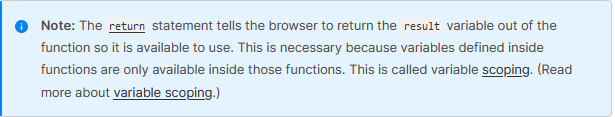 Note: The return statement tells the browser to return the result variable out of the
function so it is available to use. This is necessary because variables defined inside
functions are only available inside those functions. This is called variable scoping. (Read
more about variable scoping.)